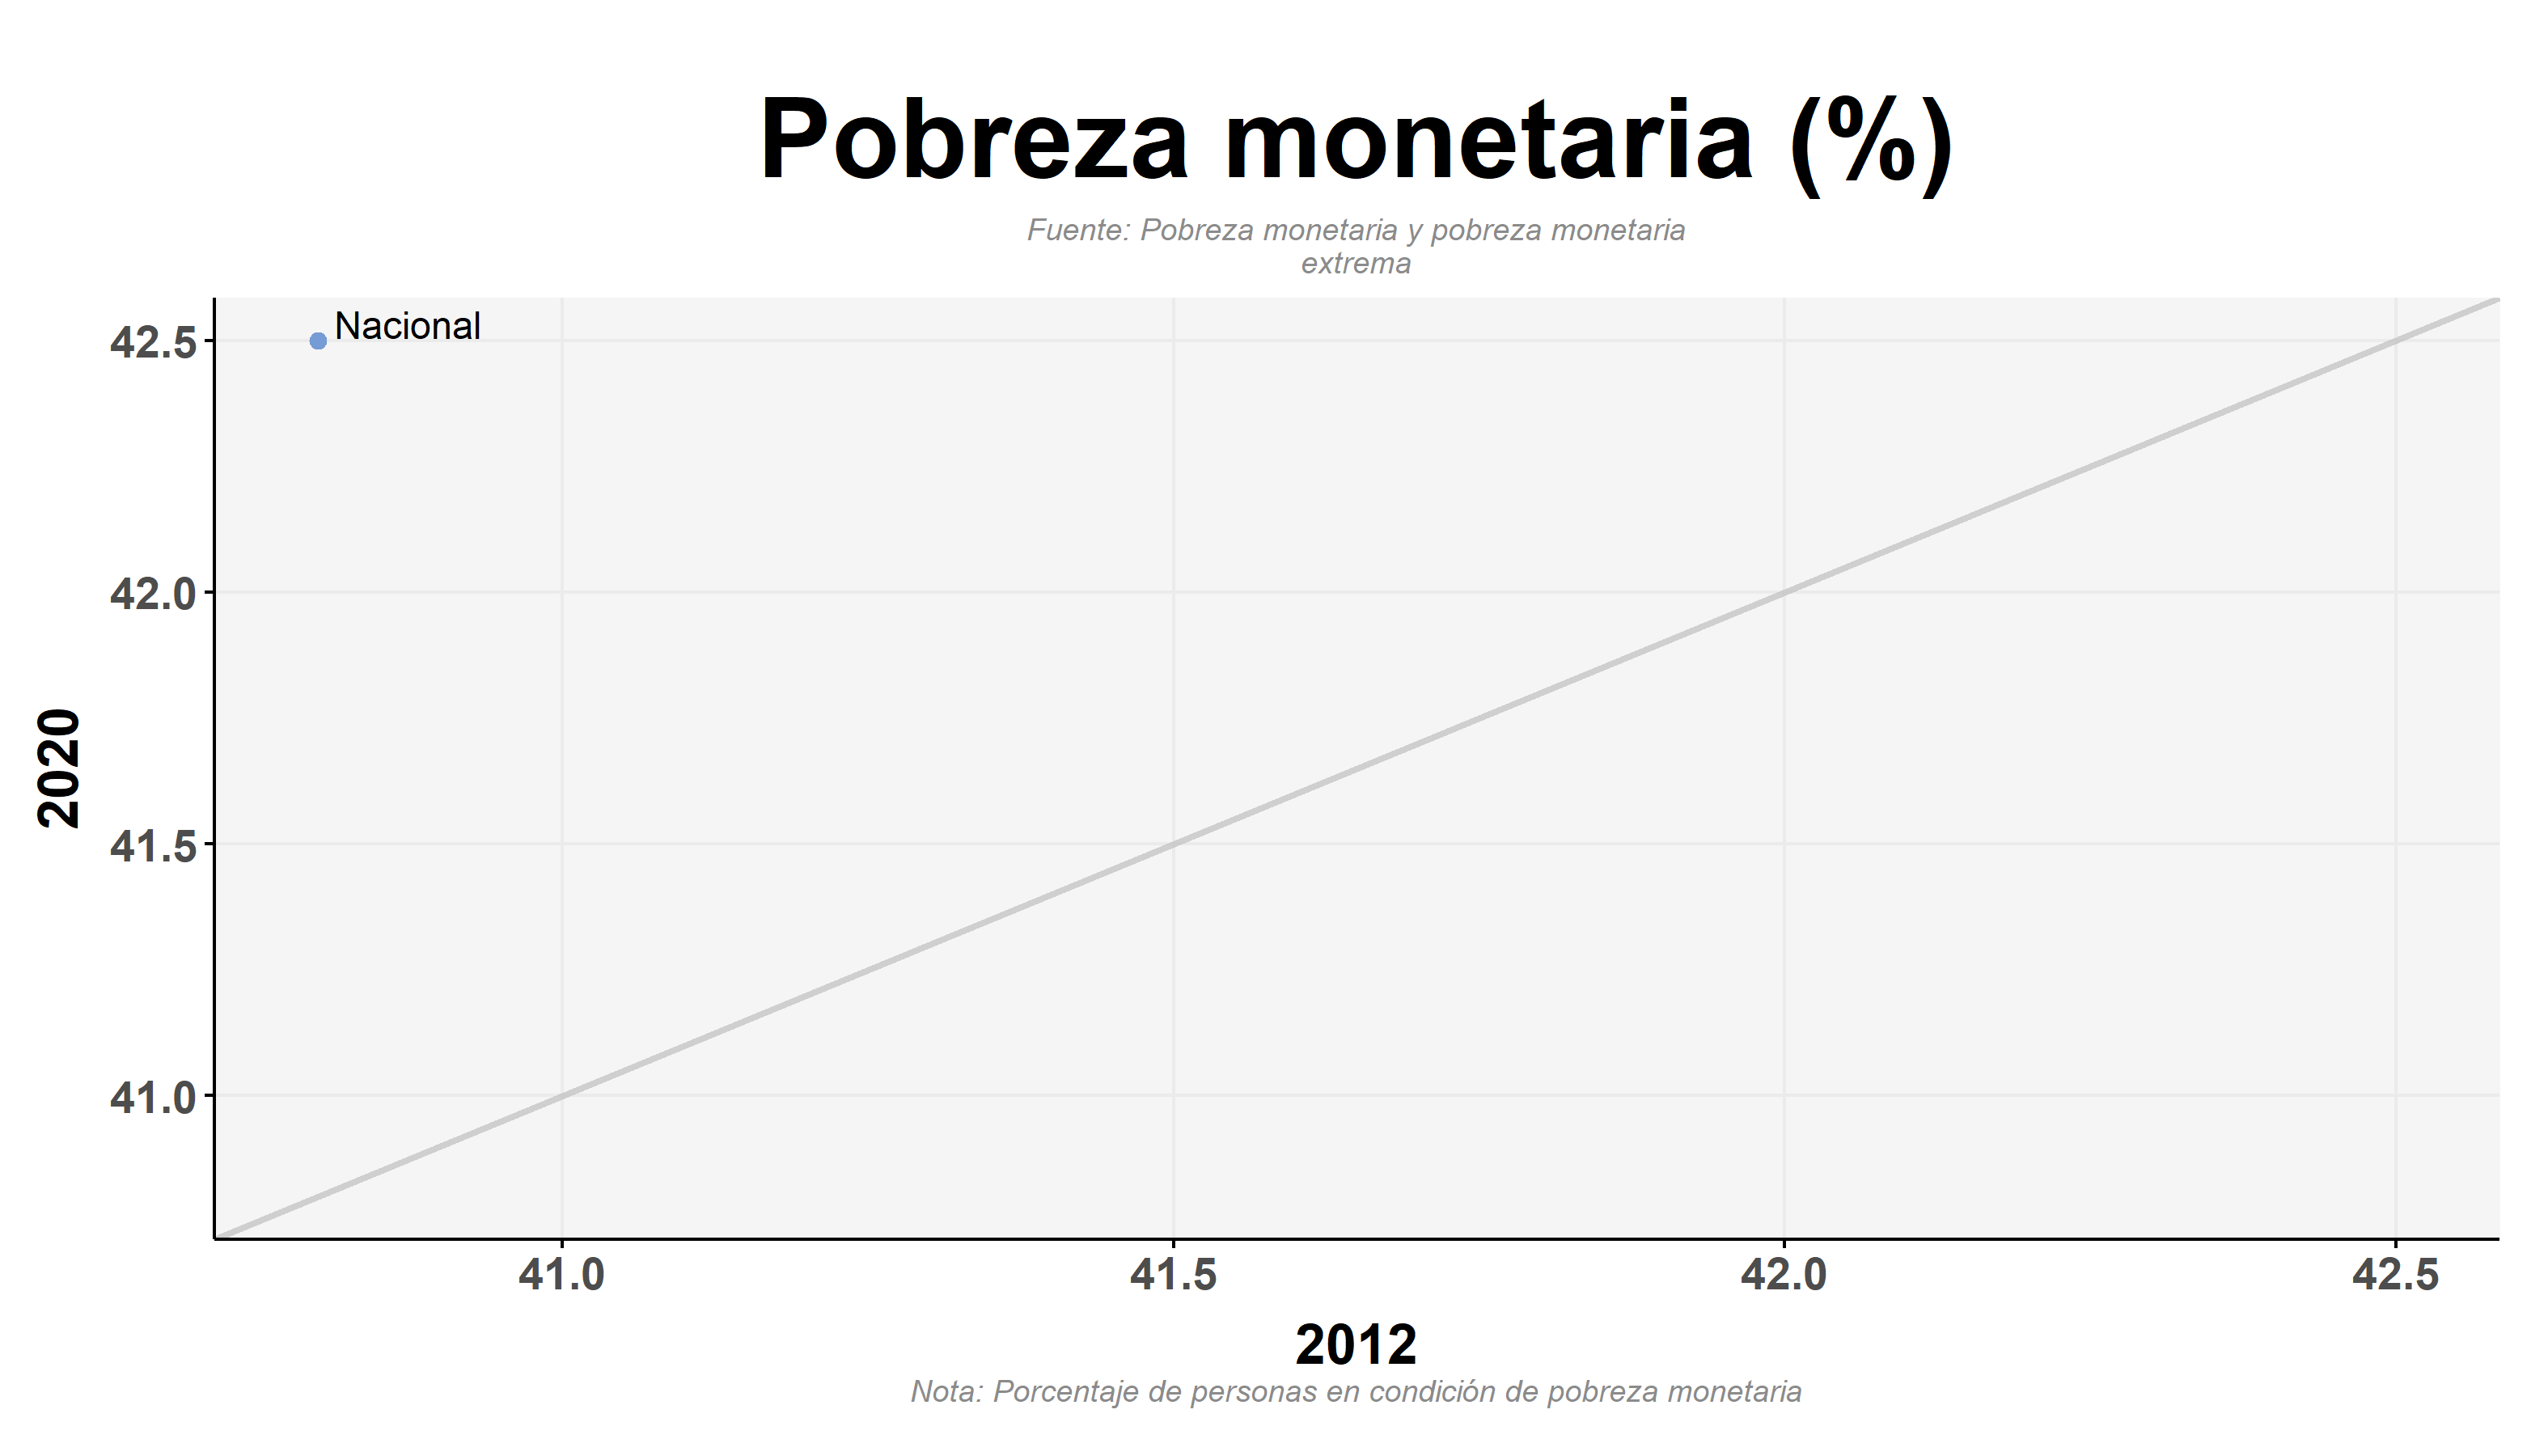 Pobreza monetaria (%)
Fuente: Pobreza monetaria y pobreza monetaria
extrema
Nacional
42.5
42.0
41.5
41.0
2020
41.0
41.5
42.0
42.5
2012
Nota: Porcentaje de personas en condición de pobreza monetaria